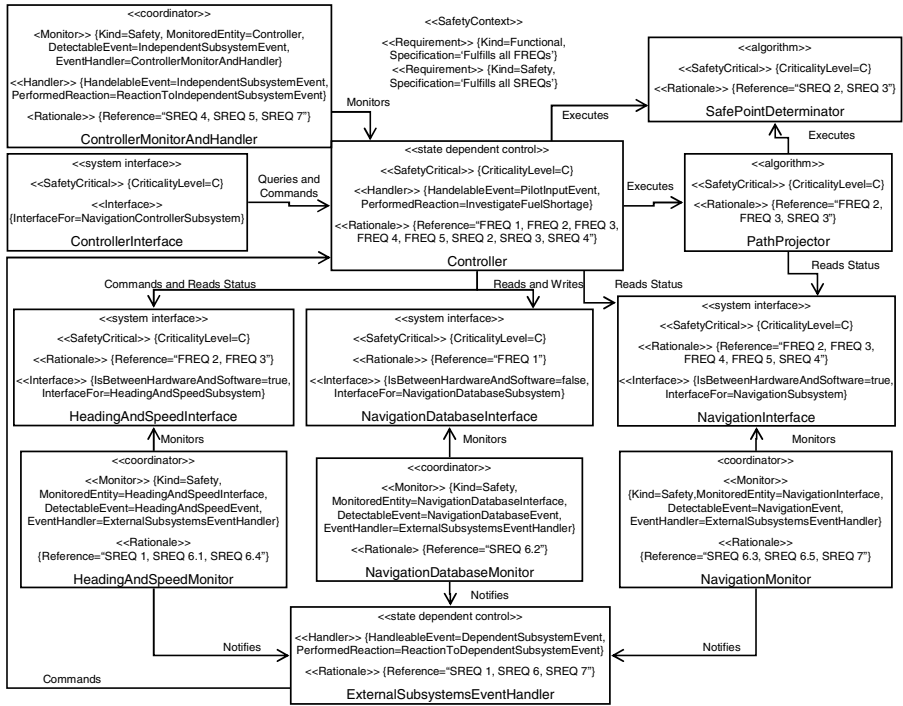 <<coordinator>>
<Monitor>> {Kind=Safety, MonitoredEntity=Controller,
DetectableEvent=IndependentSubsystemEvent,
EventHandler=ControllerMonitorAndHandler}
<<Handler>> {HandelableEvent=IndependentSubsystemEvent,
PerformedReaction=ReactionToIndependentSubsystemEvent}
<Rationale>> {Reference="SREQ 4, SREQ 5, SREQ 7"}
ControllerMonitorAndHandler
<<SafetyContext>>
<<Requirement>> {Kind=Functional,
Specification='Fulfills all FREQs'}
<<Requirement>> {Kind=Safety,
Specification='Fulfills all SREQs'}
<<algorithm>>
<<SafetyCritical>> {CriticalityLevel=C}
<<Rationale>> {Reference="SREQ 2, SREQ 3"}
SafePointDeterminator
Monitors
Executes
Executes
<<system interface>>
<<SafetyCritical>> {CriticalityLevel=C}
<<Interface>>
{InterfaceFor=NavigationControllerSubsystem}
ControllerInterface
Queries and
Commands
<<state dependent control>>
<<SafetyCritical>> {CriticalityLevel=C}
<<Handler>> {HandelableEvent=PilotInputEvent,
PerformedReaction=InvestigateFuelShortage}
<<Rationale>> {Reference="FREQ 1, FREQ 2, FREQ 3,
FREQ 4, FREQ 5, SREQ 2, SREQ 3, SREQ 4"}
Controller
Executes
<<algorithm>>
<<SafetyCritical>> {CriticalityLevel=C}
<<Rationale>> {Reference="FREQ 2,
FREQ 3, SREQ 3"}
PathProjector
Reads Status
Commands and Reads Status
Reads and Writes
Reads Status
<<system interface>>
<<SafetyCritical>> {CriticalityLevel=C}
<<Rationale>> {Reference="FREQ 2, FREQ 3"}
<<Interface>> {IsBetweenHardwareAndSoftware=true,
InterfaceFor=HeadingAndSpeedSubsystem}
HeadingAndSpeedInterface
<<system interface>>
<<SafetyCritical>> {CriticalityLevel=C}
<<Rationale>> {Reference="FREQ 1"}
<<Interface>> {IsBetweenHardwareAndSoftware=false,
InterfaceFor=NavigationDatabaseSubsystem}
NavigationDatabaseInterface
<<system interface>>
<<SafetyCritical>> {CriticalityLevel=C}
<<Rationale>> {Reference="FREQ 2, FREQ 3,
FREQ 4, FREQ 5, SREQ 4"}
<<Interface>> {IsBetweenHardwareAndSoftware=true,
InterfaceFor=NavigationSubsystem}
NavigationInterface
Monitors
Monitors
Monitors
<<coordinator>>
<<Monitor>> {Kind=Safety,
MonitoredEntity=HeadingAndSpeedInterface,
DetectableEvent=HeadingAndSpeedEvent,
EventHandler=ExternalSubsystemsEventHandler}
<<Rationale>>
{Reference="SREQ 1, SREQ 6.1, SREQ 6.4"}
HeadingAndSpeedMonitor
<<coordinator>>
<<Monitor>> {Kind=Safety,
MonitoredEntity=NavigationDatabaseInterface,
DetectableEvent=NavigationDatabaseEvent,
EventHandler=ExternalSubsystemsEventHandler}
<<Rationale> {Reference="SREQ 6.2"}
NavigationDatabaseMonitor
<<coordinator>>
<<Monitor>>
{Kind=Safety,MonitoredEntity=NavigationInterface,
DetectableEvent=NavigationEvent,
EventHandler=ExternalSubsystemsEventHandler}
<<Rationale>>
{Reference="SREQ 6.3, SREQ 6.5, SREQ 7"}
NavigationMonitor
Notifies
Notifies
Notifies
<<state dependent control>>
<<Handler>> {HandleableEvent=DependentSubsystemEvent,
PerformedReaction=ReactionToDependentSubsystemEvent}
<<Rationale>> {Reference="SREQ 1, SREQ 6, SREQ 7"}
ExternalSubsystemsEventHandler
Commands